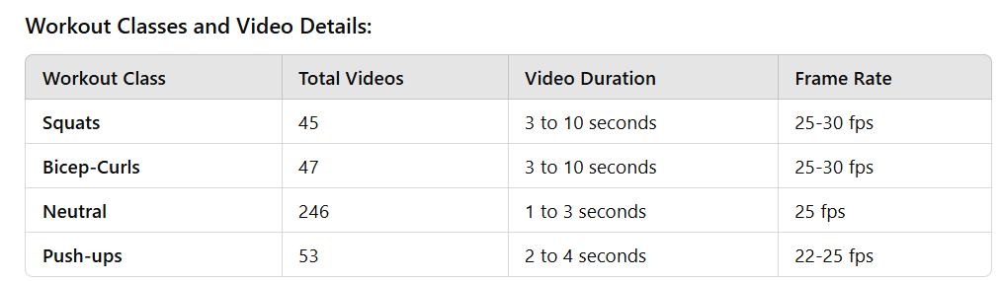 Workout Classes and Video Details:
Workout Class Total Videos Video Duration Frame Rate
Squats 45 3 to 10 seconds 25-30 fps
Bicep-Curls 47 3 to 10 seconds 25-30 fps
Neutral 246 1 to 3 seconds 25 fps
Push-ups 53 2 to 4 seconds 22-25 fps